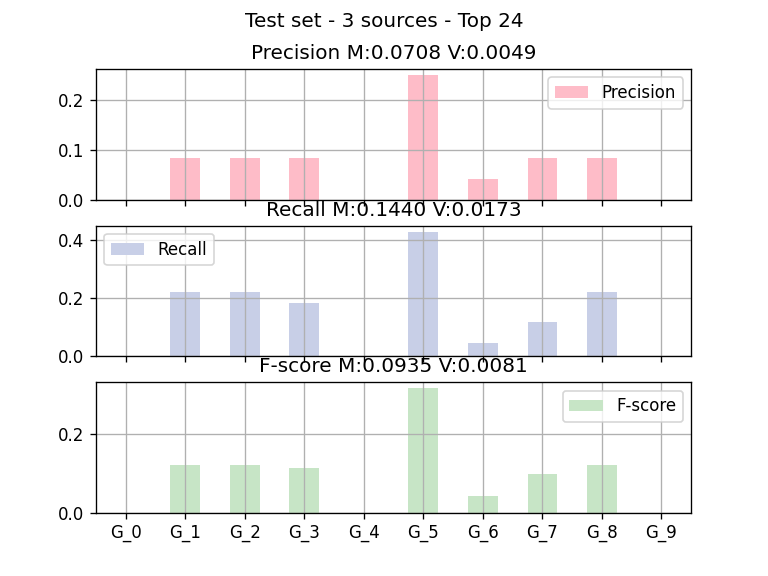 Test set - 3 sources - Top 24
Precision M:0.0708 V:0.0049
0.2
0.1
0.0
Precision
Recall M:0.1440 V:0.0173
0.4
0.2
0.0
Recall
F-score M:0.0935 V:0.0081
0.2
0.0
F-score
G_0 G_1 G_2 G_3 G_4 G_5 G_6 G_7 G_8 G_9